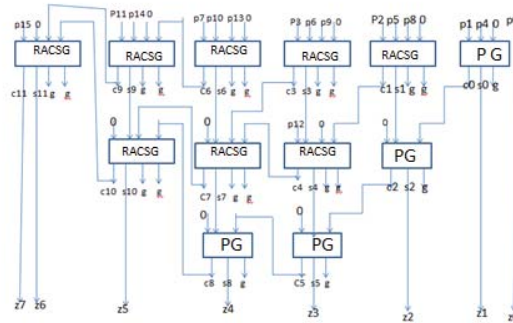 p15 0 P11 p14 0 p7 p10 p13 0 P3 p6 p9 0 P2 p5 p8 0 p1 p4 0
RACSG RACSG RACSG RACSG RACSG P G
c11 s11 g g c9 s9 g g C6 s6 g g c3 s3 g g c1 s1 g g c0 s0 g
0 0 p12 0 0
RACSG RACSG RACSG PG
c10 s10 g g C7 s7 g g c4 s4 g g c2 s2 g
0 0
PG PG
c8 s8 g C5 s5 g
z7 z6 z5 z4 z3 z2 z1